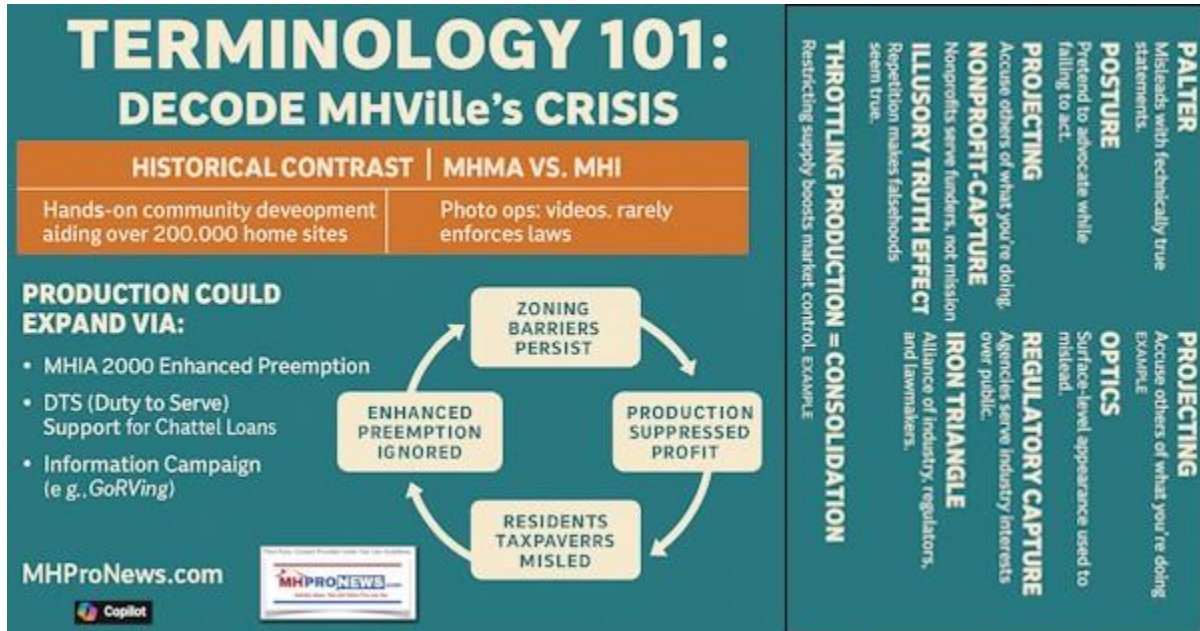 TERMINOLOGY 101:
DECODE MHVille's CRISIS
HISTORICAL CONTRAST | MHMA VS. MHI
Hands-on community deveopment
aiding over 200.000 home sites
Photo ops: videos. rarely
enforces laws
PRODUCTION COULD
EXPAND VIA:
• MHIA 2000 Enhanced Preemption
• DTS (Duty to Serve)
Support for Chattel Loans
• Information Campaign
(e g., GoRVing)
ZONING
BARRIERS
PERSIST
PRODUCTION
SUPPRESSED
PROFIT
RESIDENTS
TAXPAVERRS
MISLED
ENHANCED
PREEMPTION
IGNORED
MHProNews.com
Copilot
MHPRONEWS.com
PALTER
Misleads with fechnically true
statements.
POSTURE
Pretend to advocate while
failing to act.
PROJECTING
Accuse others of what you're doing.
NONPROFIT-CAPTURE
Nonprofits serve funders, not mission
ILLUSORY TRUTH EFFECT
Repetition makes falsehoods
seem true.
THROTTLING PRODUCTION = CONSOLIDATION
Restricting supply boosts market control. EXAMPLE
PROJECTING
Accuse others of what you're doing
EXAMPLE
OPTICS
Surface-level appearance used to
mislead.
REGULATORY CAPTURE
Agencies serve industry interests
over public.
IRON TRIANGLE
Alliance of industry, regulators,
and lawmakers.